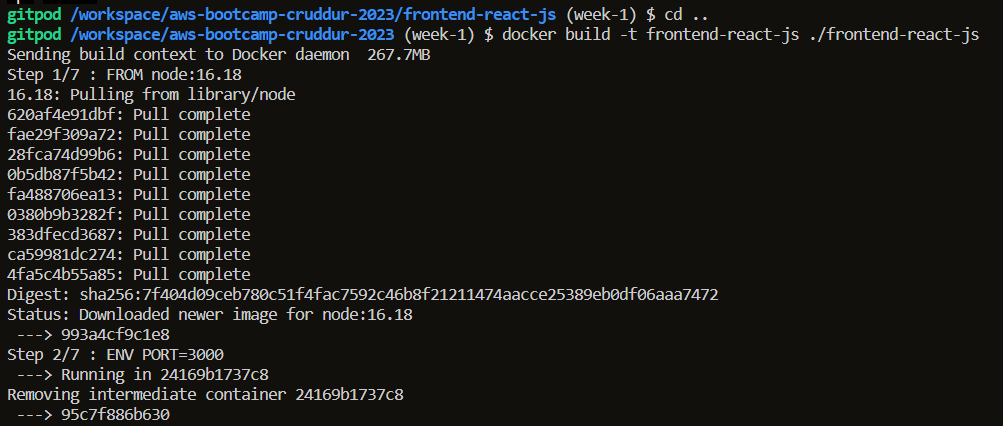 gitpod /workspace/aws-bootcamp-cruddur-2023/frontend-react-js (week-1) $ cd ..
gitpod /workspace/aws-bootcamp-cruddur-2023 (week-1) $ docker build -t frontend-react-js ./frontend-react-js
Sending build context to Docker daemon  267.7MB
Step 1/7 : FROM node:16.18
16.18: Pulling from library/node
620af4e91dbf: Pull complete
fae29f309a72: Pull complete
28fca74d99b6: Pull complete
0b5db87f5b42: Pull complete
fa488706ea13: Pull complete
0380b9b3282f: Pull complete
383dfecd3687: Pull complete
ca59981dc274: Pull complete
4fa5c4b55a85: Pull complete
Digest: sha256:7f404d09ceb780c51f4fac7592c46b8f21211474aacce25389eb0df06aaa7472
Status: Downloaded newer image for node:16.18
 ---> 993a4cf9c1e8
Step 2/7 : ENV PORT=3000
 ---> Running in 24169b1737c8
Removing intermediate container 24169b1737c8
 ---> 95c7f886b630